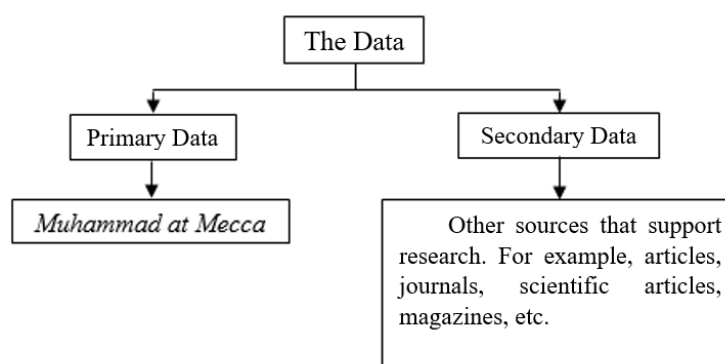 The Data
Primary Data
Secondary Data
Muhammad at Mecca
Other sources that support
research. For example, articles,
journals, scientific articles,
magazines, etc.